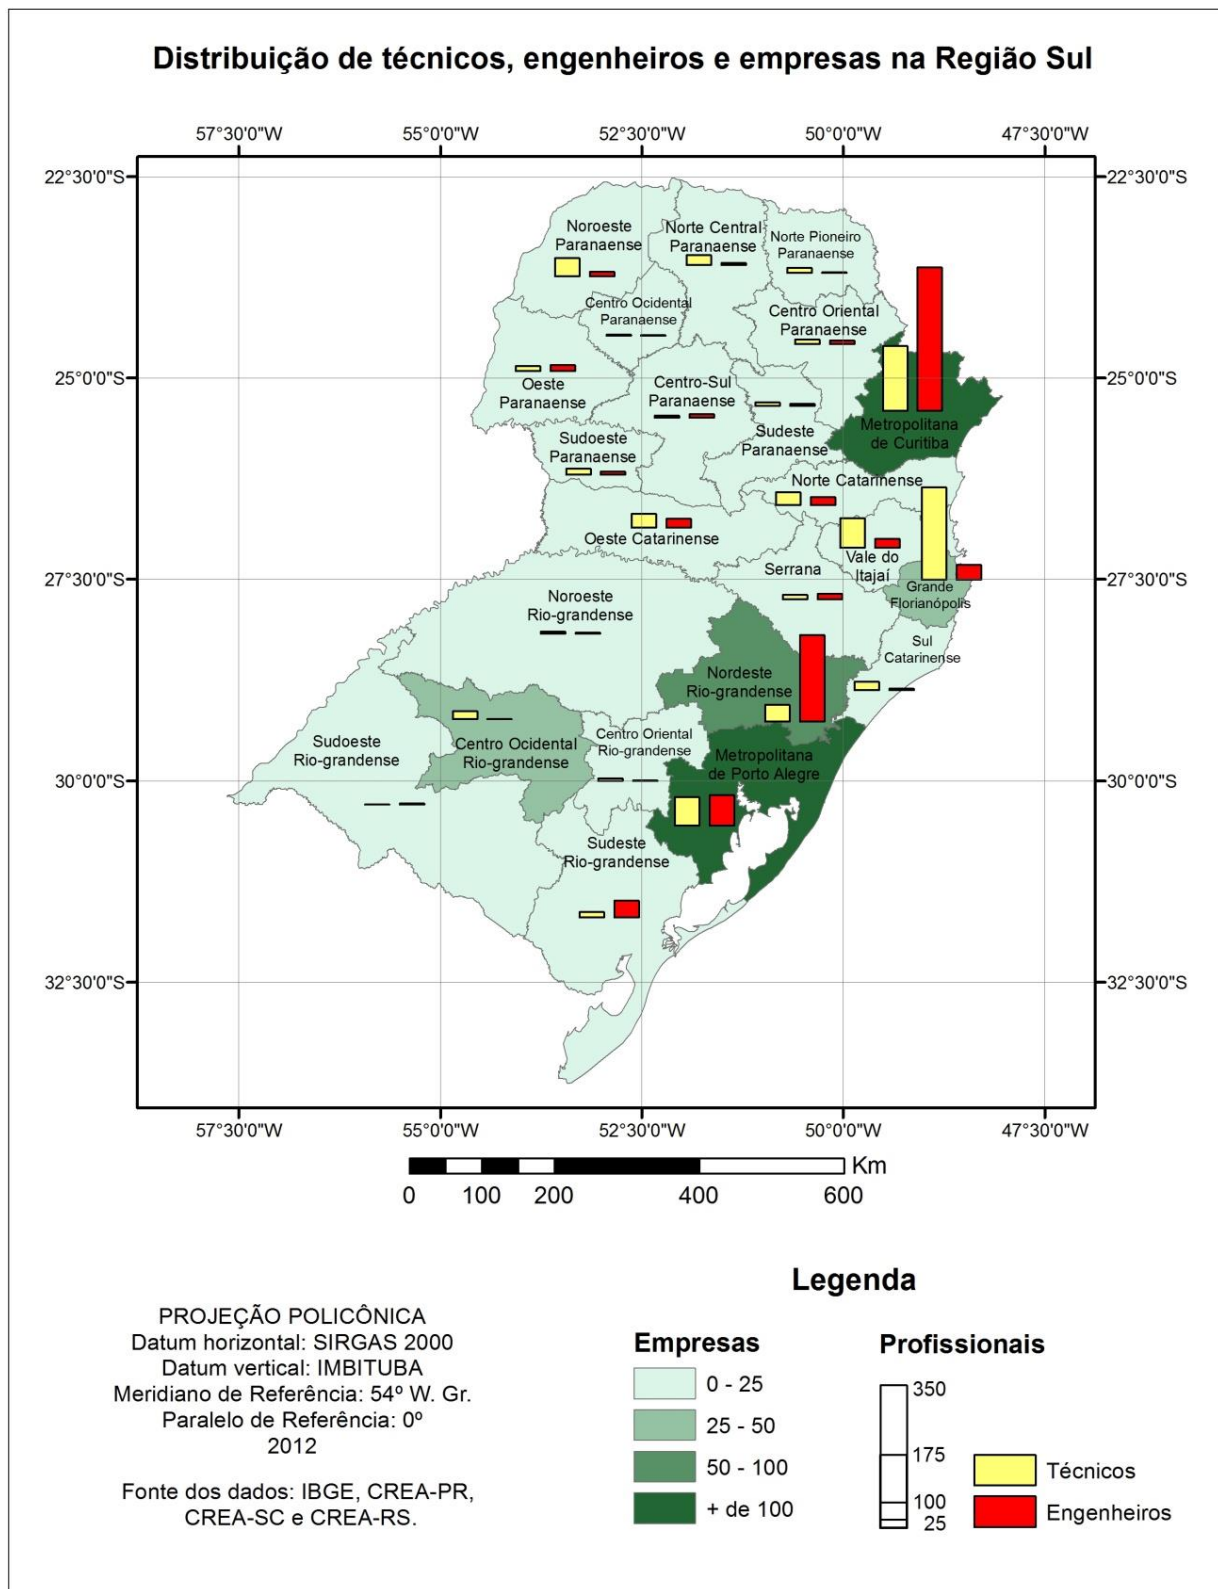 Distribuição de técnicos, engenheiros e empresas na Região Sul
57°30'0"W 55°0'0"W 52°30'0"W 50°0'0"W 47°30'0"W
22°30'0"S 22°30'0"S
Noroeste
Paranaense
Norte Central
Paranaense
Norte Pioneiro
Paranaense
Centro Ocidental
Paranaense
Centro Oriental
Paranaense
25°0'0"S 25°0'0"S
Oeste
Paranaense
Centro-Sul
Paranaense
Sudeste
Paranaense
Metropolitana
de Curitiba
Sudoeste
Paranaense
Norte Catarinense
Oeste Catarinense
Vale do
Itajaí
Serrana
Grande
Florianópolis
27°30'0"S 27°30'0"S
Noroeste
Rio-grandense
Sul
Catarinense
Nordeste
Rio-grandense
Sudoeste
Rio-grandense
Centro Ocidental
Rio-grandense
Centro Oriental
Rio-grandense
Metropolitana
de Porto Alegre
30°0'0"S 30°0'0"S
Sudeste
Rio-grandense
32°30'0"S 32°30'0"S
57°30'0"W 55°0'0"W 52°30'0"W 50°0'0"W 47°30'0"W
Km
0 100 200 400 600
PROJEÇÃO POLICÔNICA
Datum horizontal: SIRGAS 2000
Datum vertical: IMBITUBA
Meridiano de Referência: 54º W. Gr.
Paralelo de Referência: 0º
2012
Fonte dos dados: IBGE, CREA-PR,
CREA-SC e CREA-RS.
Legenda
Empresas
0 - 25
25 - 50
50 - 100
+ de 100
Profissionais
350
175
100
25
Técnicos
Engenheiros